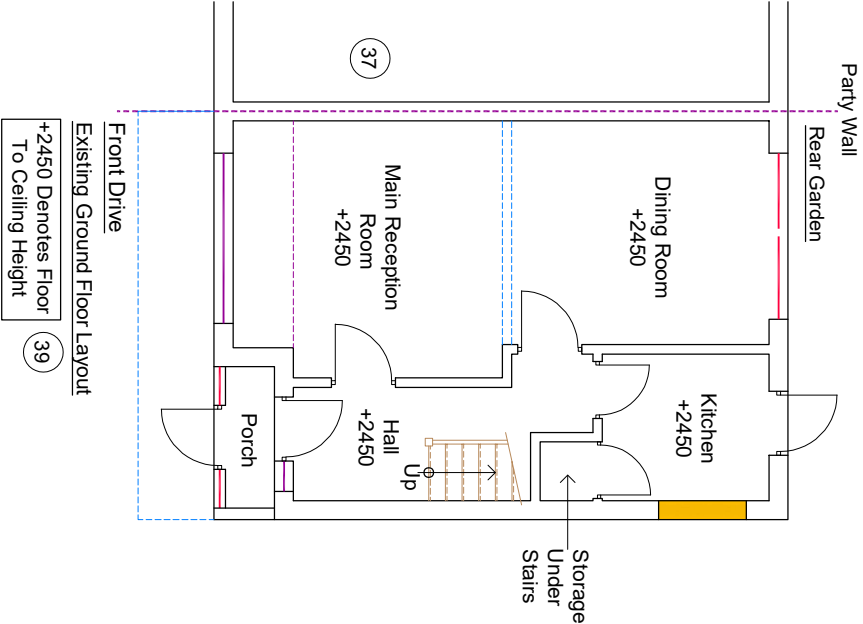 Party Wall
Rear Garden
37
Dining Room
+2450
Main Reception
Room
+2450
Kitchen
+2450
Hall
+2450
Up
Porch
Storage
Under
Stairs
Front Drive
Existing Ground Floor Layout
+2450 Denotes Floor
To Ceiling Height
39